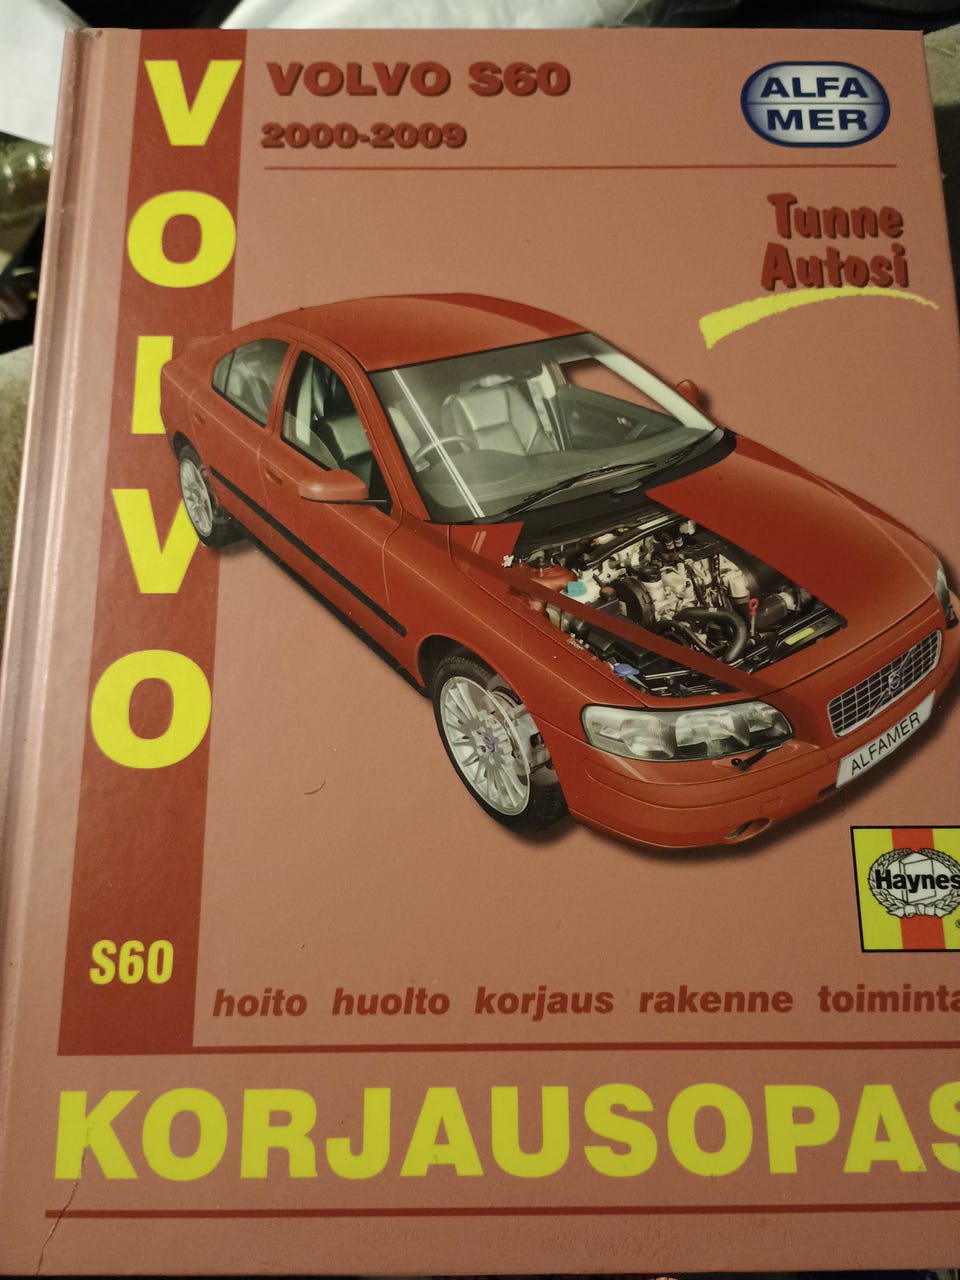 VOLVO
VOLVO S60
2000-2009
ALFA
MER
Tunne
Autosi
ALFAMER
Haynes
S60
hoito huolto korjaus rakenne toiminta
KORJAUSOPAS